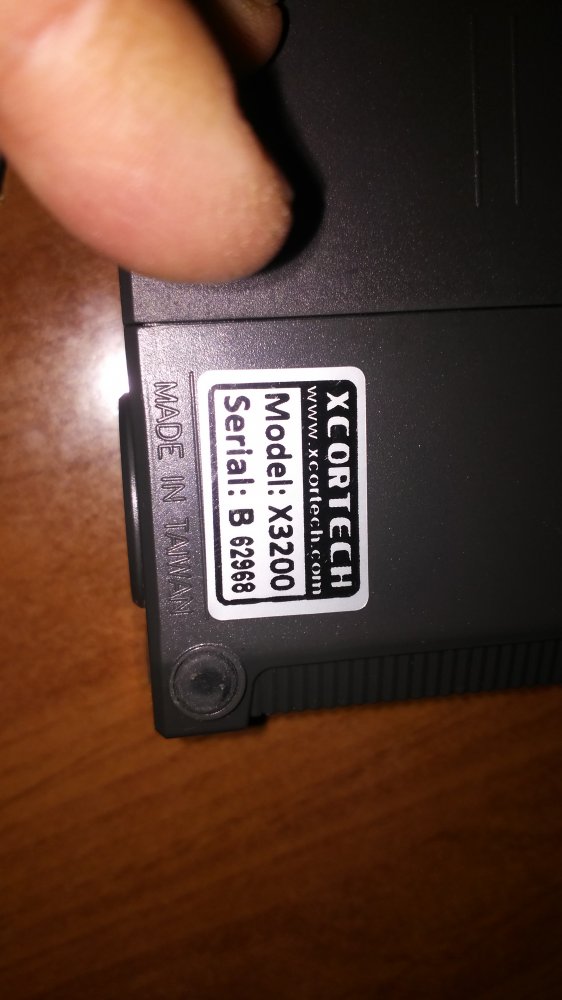 XCORTECH
www.xcortech.com
Model: X3200
Serial: B 62968
MADE IN TAIWAN